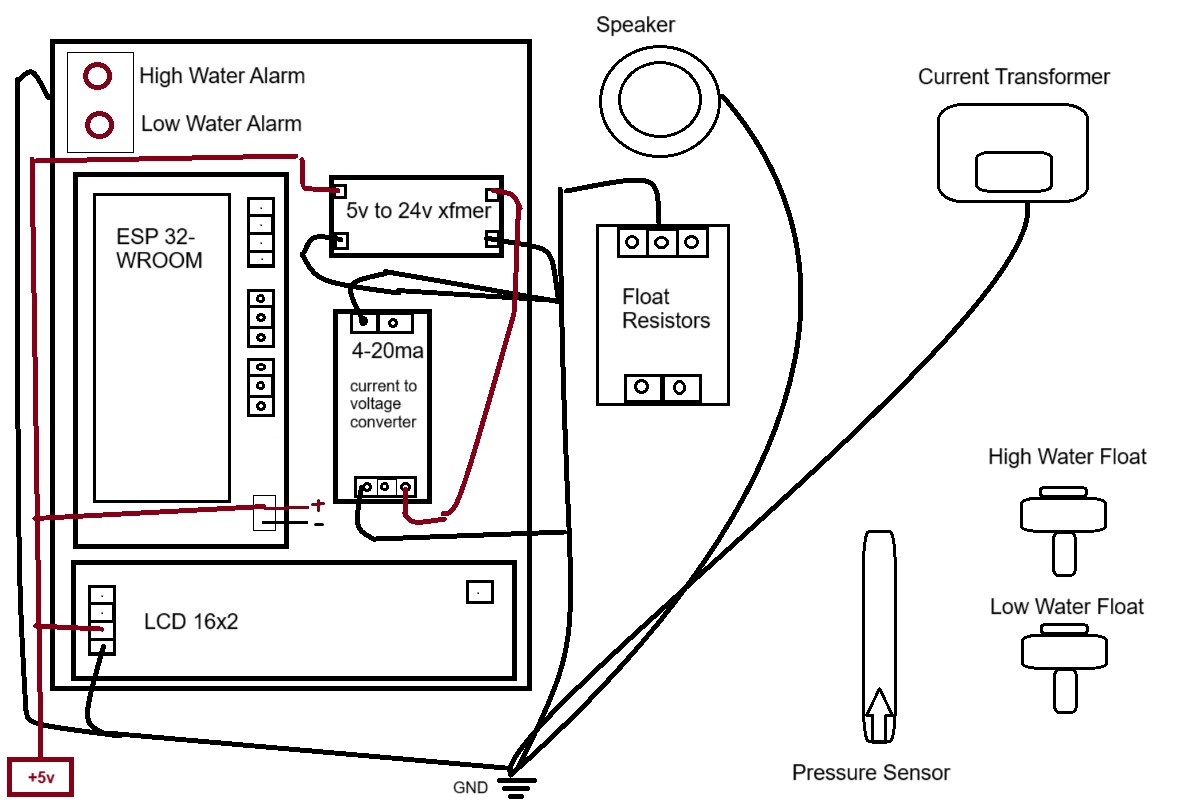 Speaker
Current Transformer
High Water Alarm
Low Water Alarm
5v to 24v xfmer
ESP 32-
WROOM
Float
Resistors
4-20ma
current to
voltage
converter
High Water Float
+
-
Low Water Float
LCD 16x2
Pressure Sensor
+5v
GND